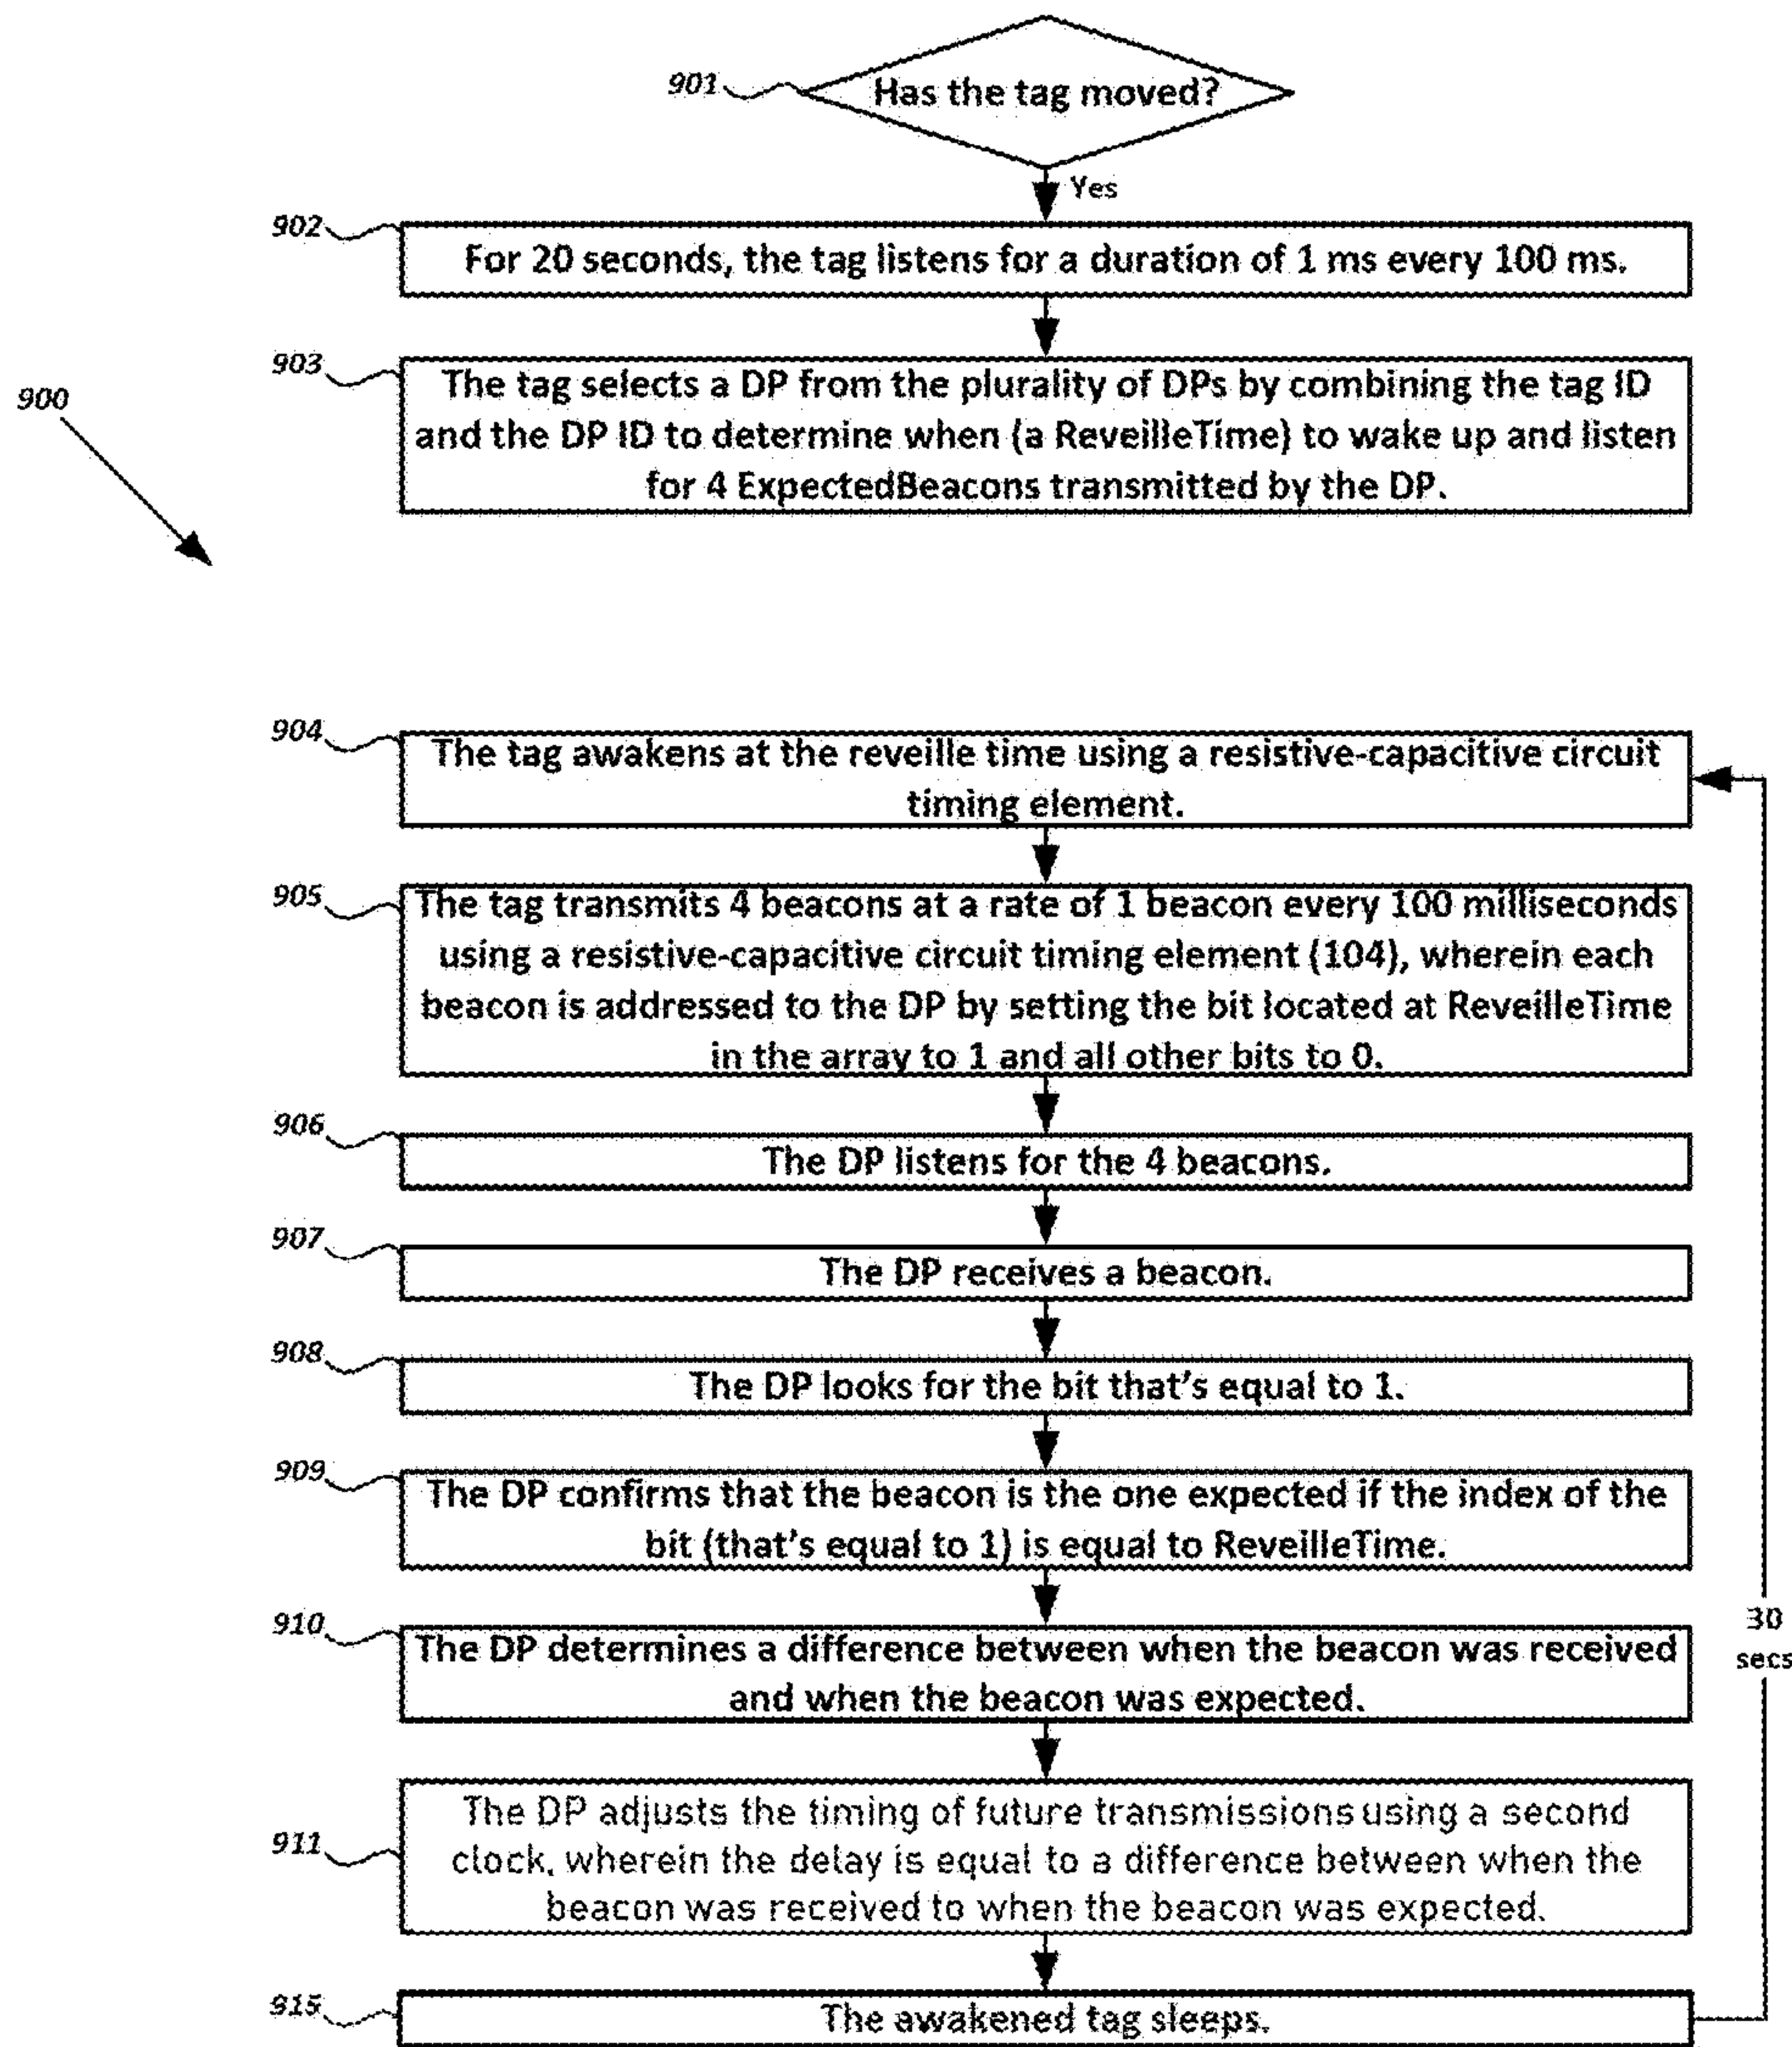 901
Has the tag moved?
Yes
902
For 20 seconds, the tag listens for a duration of 1 ms every 100 ms.
903
The tag selects a DP from the plurality of DPs by combining the tag ID
and the DP ID to determine when (a ReveilleTime) to wake up and listen
for 4 ExpectedBeacons transmitted by the DP.
900
904
The tag awakens at the reveille time using a resistive-capacitive circuit
timing element.
905
The tag transmits 4 beacons at a rate of 1 beacon every 100 milliseconds
using a resistive-capacitive circuit timing element (104), wherein each
beacon is addressed to the DP by setting the bit located at ReveilleTime
in the array to 1 and all other bits to 0.
906
The DP listens for the 4 beacons.
907
The DP receives a beacon.
908
The DP looks for the bit that's equal to 1.
909
The DP confirms that the beacon is the one expected if the index of the
bit (that's equal to 1) is equal to ReveilleTime.
910
The DP determines a difference between when the beacon was received
and when the beacon was expected.
30
secs
911
The DP adjusts the timing of future transmissions using a second
clock, wherein the delay is equal to a difference between when the
beacon was received to when the beacon was expected.
915
The awakened tag sleeps.